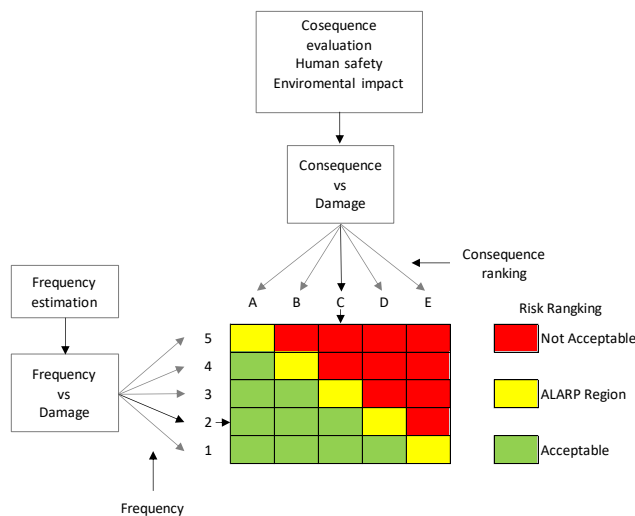 Cosequence
evaluation
Human safety
Enviromental impact
Consequence
vs
Damage
Consequence
ranking
Frequency
estimation
A B C D E
Risk Rangking
Frequency
vs
Damage
5
4
3
2
1
Not Acceptable
ALARP Region
Acceptable
Frequency